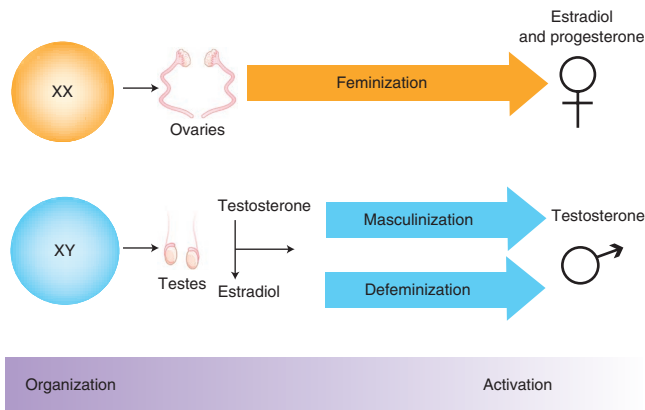 Estradiol
and progesterone
XX
Feminization
Ovaries
Testosterone
Masculinization
Testosterone
XY
Testes
Estradiol
Defeminization
Organization
Activation